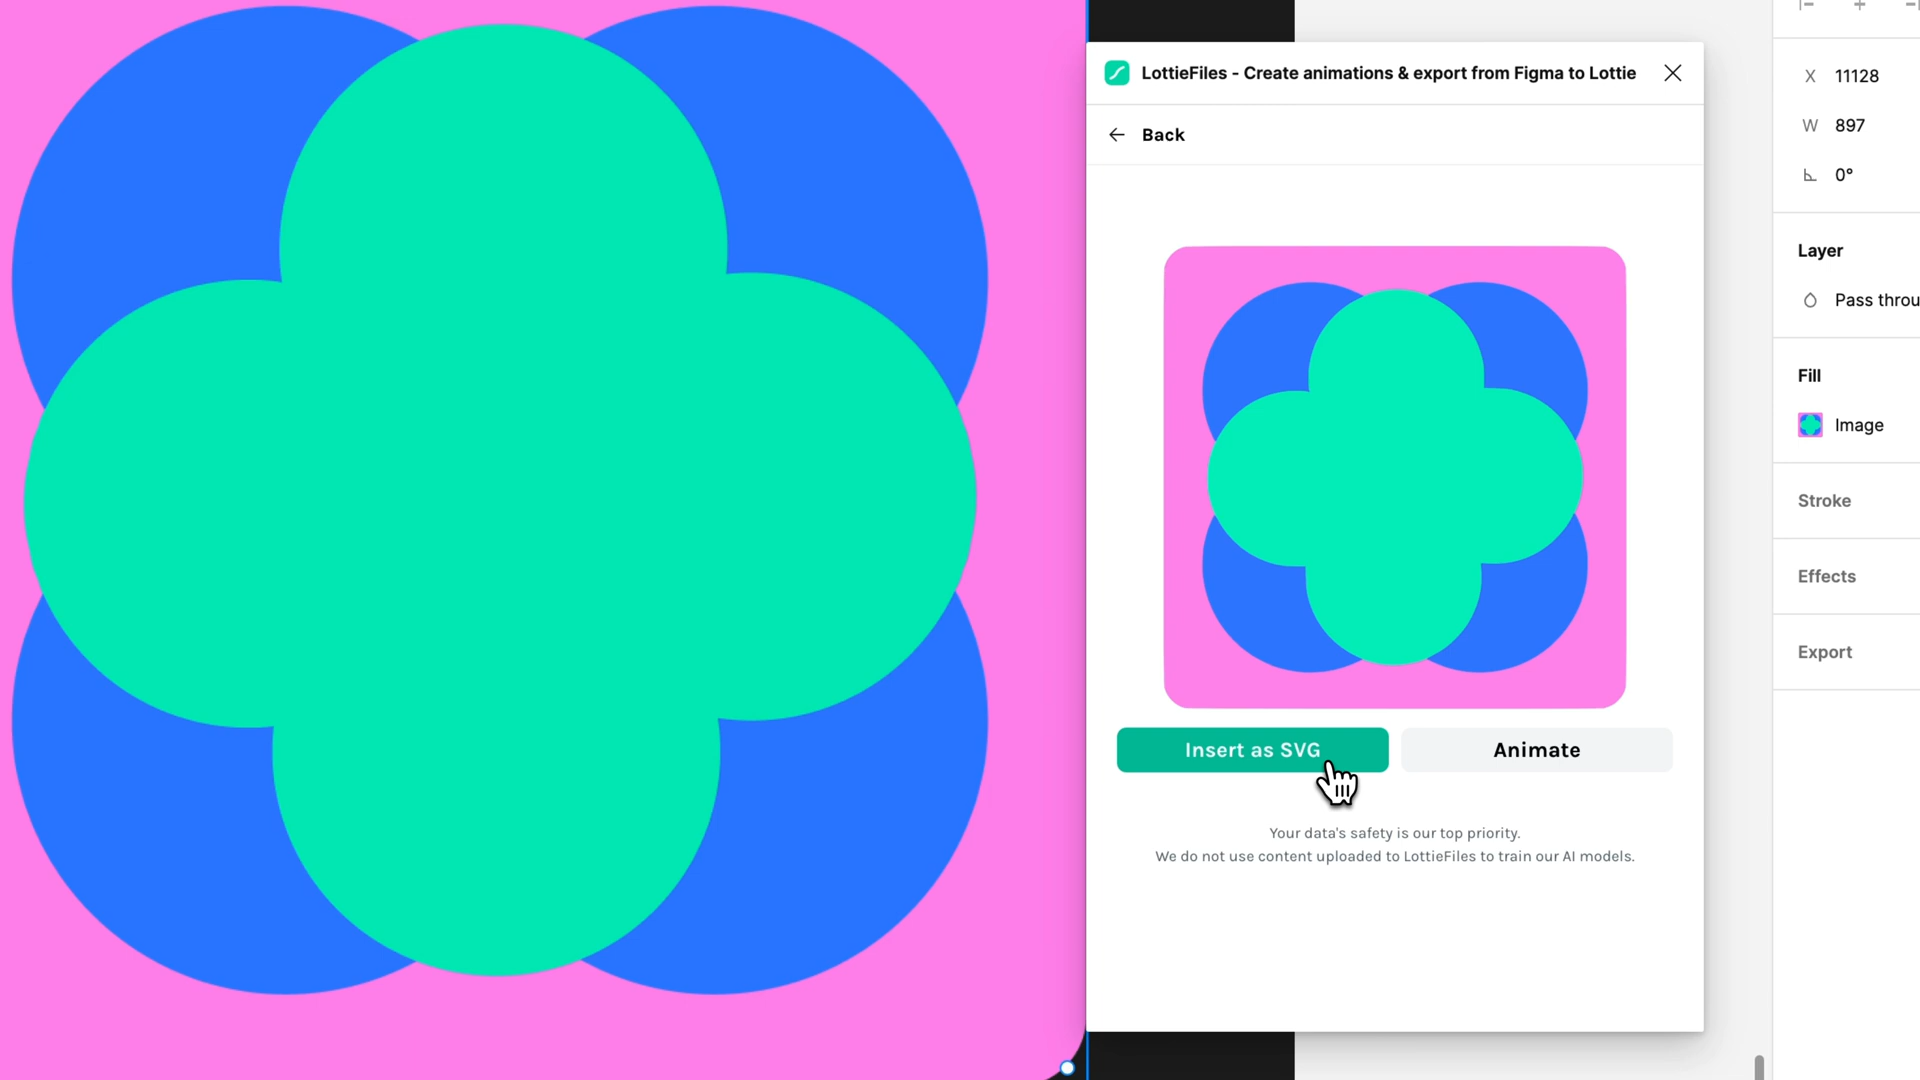 LottieFiles - Create animations & export from Figma to Lottie
Back
Insert as SVG
Animate
Your data's safety is our top priority.
We do not use content uploaded to LottieFiles to train our AI models.
X 11128
W 897
0°
Layer
Pass throu
Fill
Image
Stroke
Effects
Export